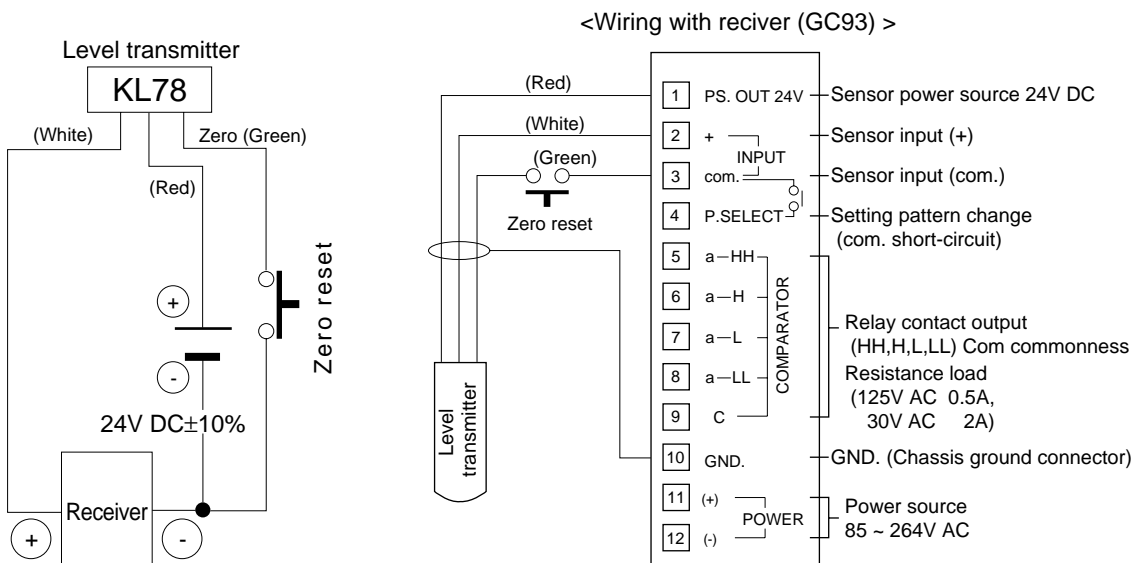 Level transmitter
KL78
(White)
Zero (Green)
(Red)
+
-
24V DC±10%
Zero reset
Receiver
+
-
<Wiring with reciver (GC93) >
(Red)
(White)
(Green)
Zero reset
Level
transmitter
1 PS. OUT 24V Sensor power source 24V DC
2 + Sensor input (+)
INPUT
3 com. Sensor input (com.)
4 P.SELECT Setting pattern change
(com. short-circuit)
5 a-HH
6 a-H
7 a-L
8 a-LL
9 C
COMPARATOR
Relay contact output
(HH,H,L,LL) Com commonness
Resistance load
(125V AC 0.5A,
30V AC 2A)
10 GND. GND. (Chassis ground connector)
11 (+)
POWER
12 (-)
Power source
85 ~ 264V AC